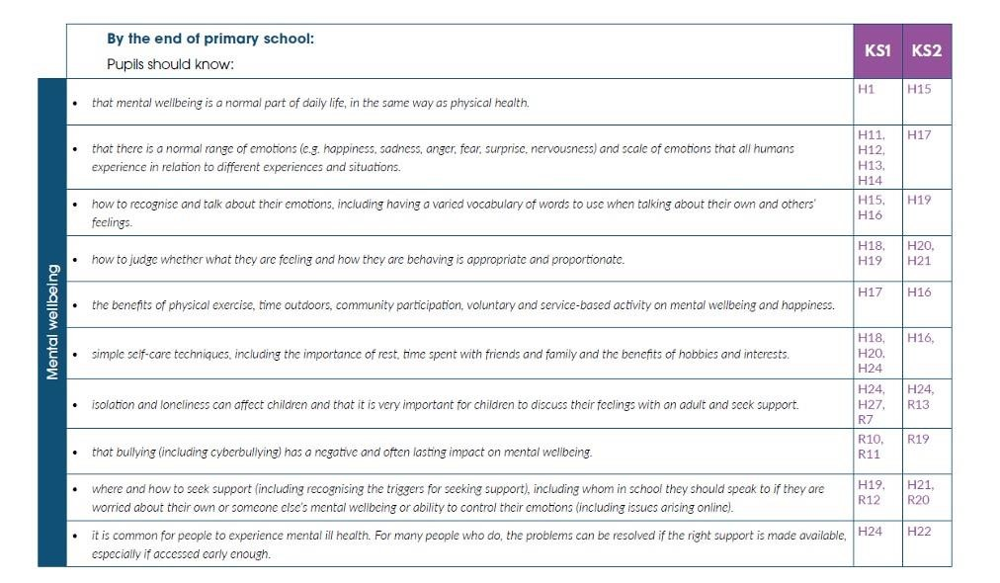 By the end of primary school:
Pupils should know:
KS1 KS2
Mental wellbeing
• that mental wellbeing is a normal part of daily life, in the same way as physical health.
H1 H15
• that there is a normal range of emotions (e.g. happiness, sadness, anger, fear, surprise, nervousness) and scale of emotions that all humans
experience in relation to different experiences and situations.
H11, H17
H12,
H13,
H14
• how to recognise and talk about their emotions, including having a varied vocabulary of words to use when talking about their own and others'
feelings.
H15, H19
H16
• how to judge whether what they are feeling and how they are behaving is appropriate and proportionate.
H18, H20,
H19 H21
• the benefits of physical exercise, time outdoors, community participation, voluntary and service-based activity on mental wellbeing and happiness.
H17 H16
• simple self-care techniques, including the importance of rest, time spent with friends and family and the benefits of hobbies and interests.
H18, H16,
H20,
H24
• isolation and loneliness can affect children and that it is very important for children to discuss their feelings with an adult and seek support.
H24, H24,
H27, R13
R7
• that bullying (including cyberbullying) has a negative and often lasting impact on mental wellbeing.
R10, R19
R11
• where and how to seek support (including recognising the triggers for seeking support), including whom in school they should speak to if they are
worried about their own or someone else's mental wellbeing or ability to control their emotions (including issues arising online).
H19, H21,
R12 R20
• it is common for people to experience mental ill health. For many people who do, the problems can be resolved if the right support is made available,
especially if accessed early enough.
H24 H22